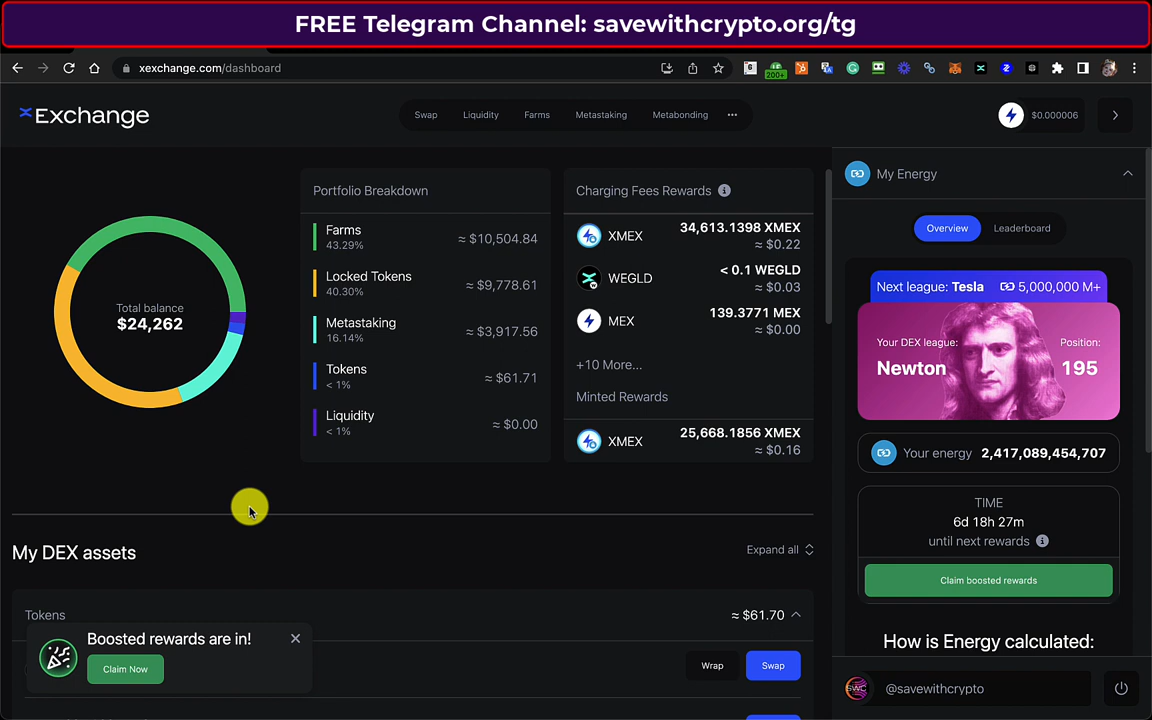 FREE Telegram Channel: savewithcrypto.org/tg
xexchange.com/dashboard
200+
xExchange
Swap
Liquidity
Farms
Metastaking
Metabonding
$0.000006
Portfolio Breakdown
Total balance
$24,262
Farms
43.29%
≈ $10,504.84
Locked Tokens
40.30%
≈ $9,778.61
Metastaking
16.14%
≈ $3,917.56
Tokens
< 1%
≈ $61.71
Liquidity
< 1%
≈ $0.00
Charging Fees Rewards
XMEX
34,613.1398 XMEX
≈ $0.22
WEGLD
< 0.1 WEGLD
≈ $0.03
MEX
139.3771 MEX
≈ $0.00
+10 More...
Minted Rewards
XMEX
25,668.1856 XMEX
≈ $0.16
My DEX assets
Expand all
Tokens
≈ $61.70
Wrap
Swap
Boosted rewards are in!
Claim Now
My Energy
Overview
Leaderboard
Next league: Tesla
5,000,000 M+
Your DEX league:
Newton
Position:
195
Your energy 2,417,089,454,707
TIME
6d 18h 27m
until next rewards
Claim boosted rewards
How is Energy calculated:
SWC
@savewithcrypto